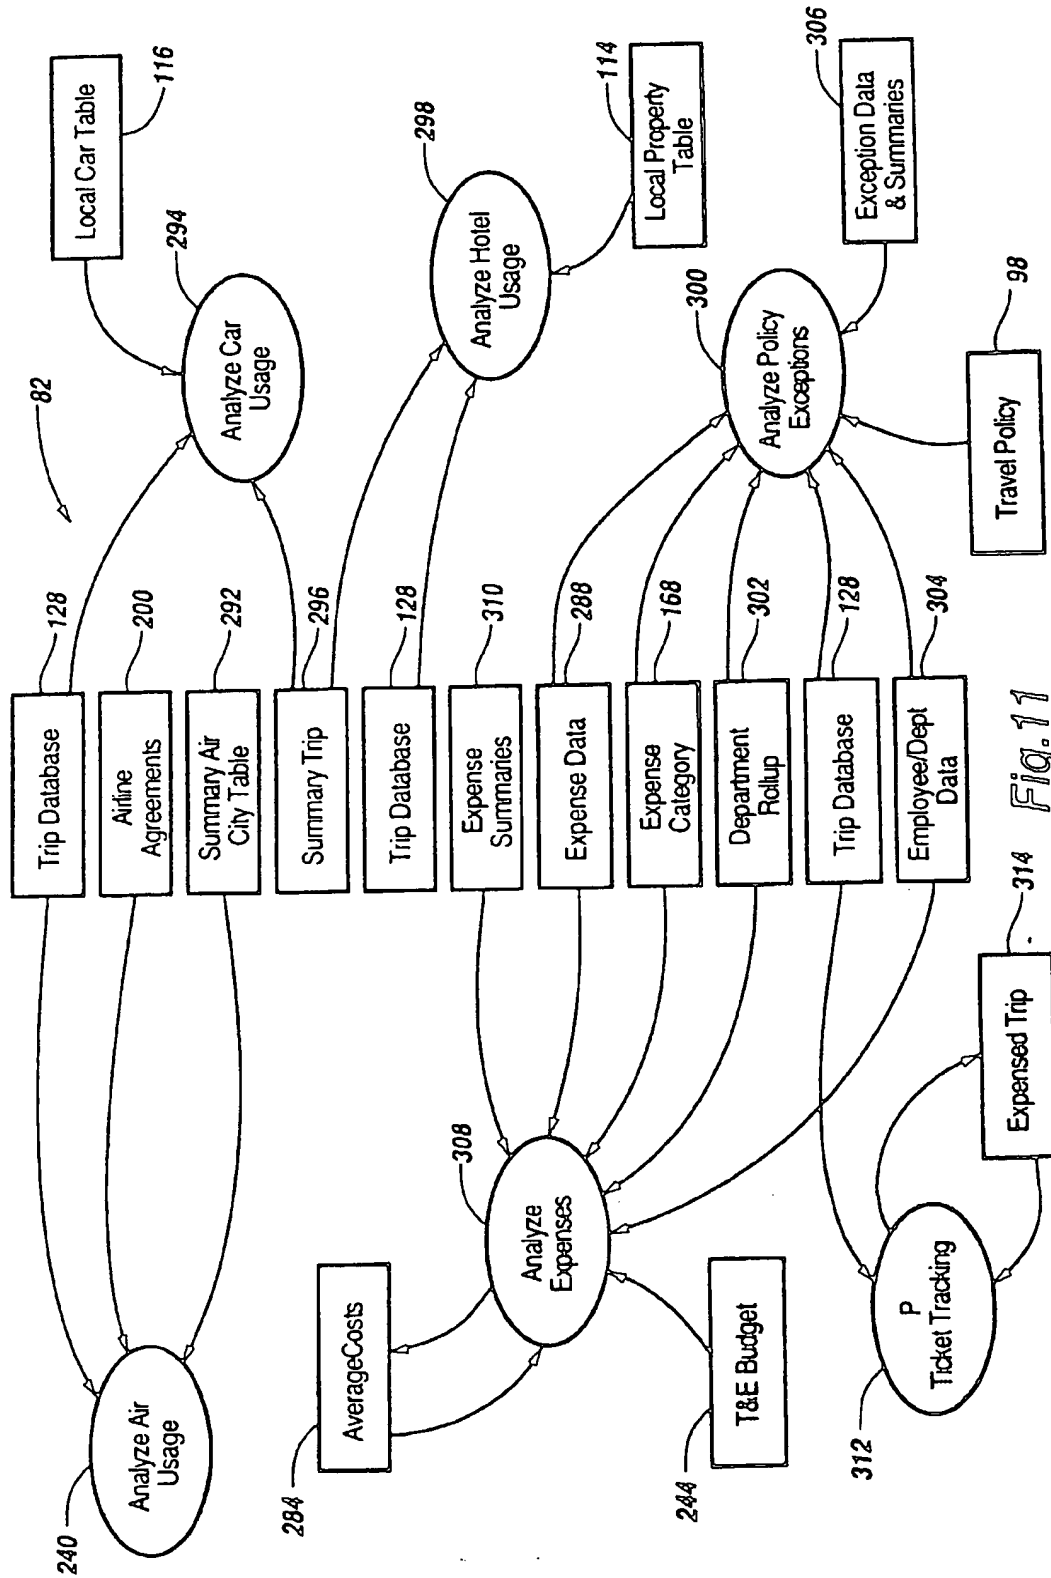 82
Local Car Table
116
294
Analyze Car
Usage
298
Analyze Hotel
Usage
114
Local Property
Table
300
Analyze Policy
Exceptions
306
Exception Data
& Summaries
98
Travel Policy
128
Trip Database
200
Airline
Agreements
292
Summary Air
City Table
296
Summary Trip
128
Trip Database
310
Expense
Summaries
288
Expense Data
168
Expense
Category
302
Department
Rollup
128
Trip Database
304
Employee/Dept
Data
240
Analyze Air
Usage
308
Analyze
Expenses
284
AverageCosts
244
T&E Budget
312
P
Ticket Tracking
314
Expensed Trip
Fig.11